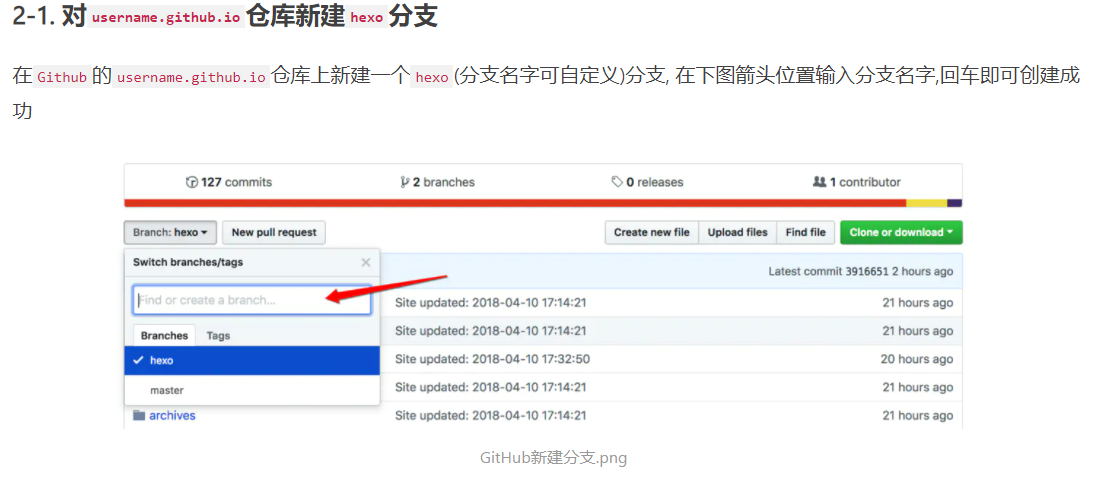 2-1. 对 username.github.io 仓库新建 hexo 分支
在 Github 的 username.github.io 仓库上新建一个 hexo (分支名字可自定义)分支, 在下图箭头位置输入分支名字,回车即可创建成
功
127 commits 2 branches 0 releases 1 contributor
Branch: hexo New pull request Create new file Upload files Find file Clone or download
Switch branches/tags
Latest commit 3916651 2 hours ago
Find or create a branch...
Site updated: 2018-04-10 17:14:21 21 hours ago
Branches Tags
Site updated: 2018-04-10 17:14:21 21 hours ago
hexo
Site updated: 2018-04-10 17:32:50 20 hours ago
master
Site updated: 2018-04-10 17:14:21 21 hours ago
archives Site updated: 2018-04-10 17:14:21 21 hours ago
GitHub新建分支.png